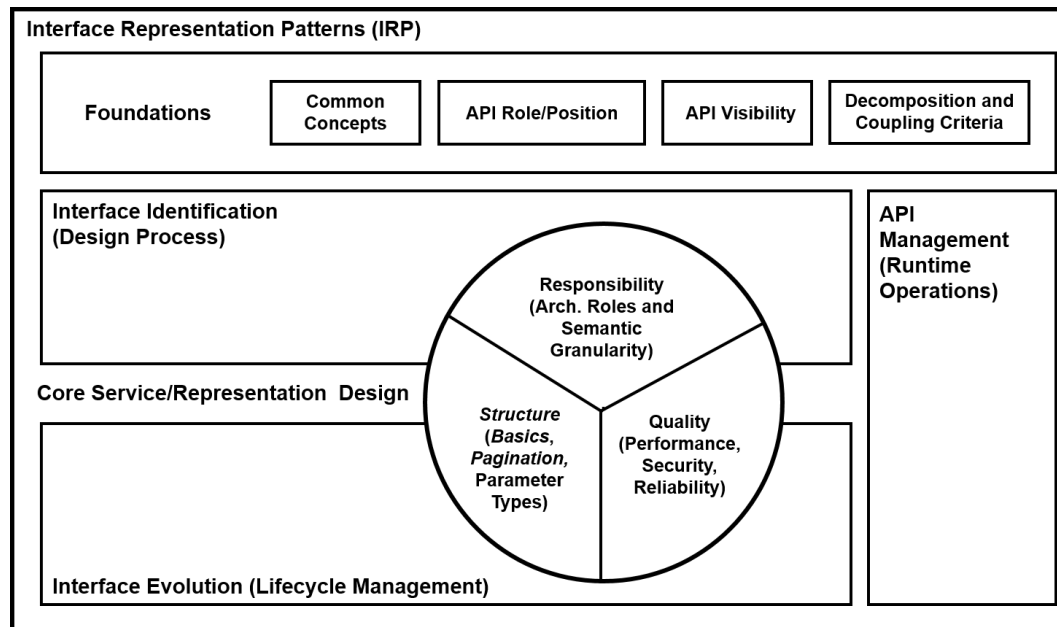 Interface Representation Patterns (IRP)
Foundations
Common
Concepts
API Role/Position
API Visibility
Decomposition and
Coupling Criteria
Interface Identification
(Design Process)
API
Management
(Runtime
Operations)
Responsibility
(Arch. Roles and
Semantic
Granularity)
Core Service/Representation Design
Structure
(Basics,
Pagination,
Parameter
Types)
Quality
(Performance,
Security,
Reliability)
Interface Evolution (Lifecycle Management)